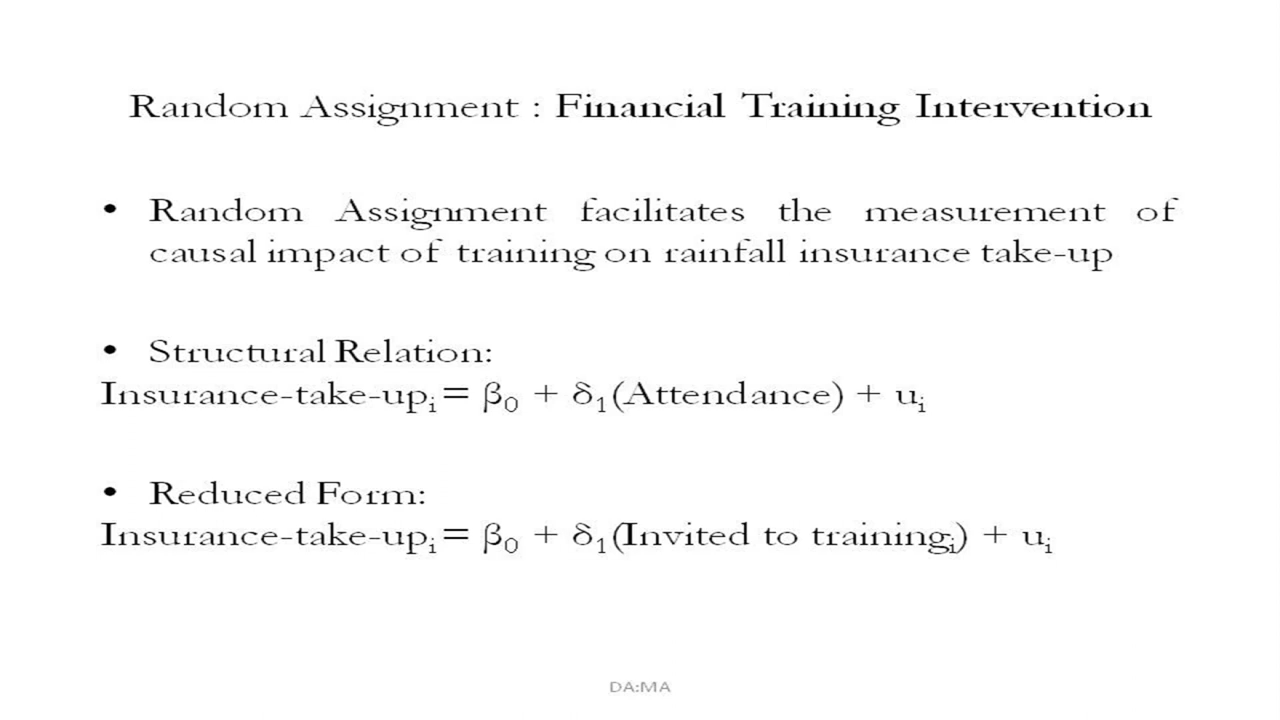 Random Assignment : Financial Training Intervention
• Random Assignment facilitates the measurement of
causal impact of training on rainfall insurance take-up
• Structural Relation:
Insurance-take-upᵢ = β₀ + δ₁(Attendance) + uᵢ
• Reduced Form:
Insurance-take-upᵢ = β₀ + δ₁(Invited to trainingᵢ) + uᵢ
DA:MA